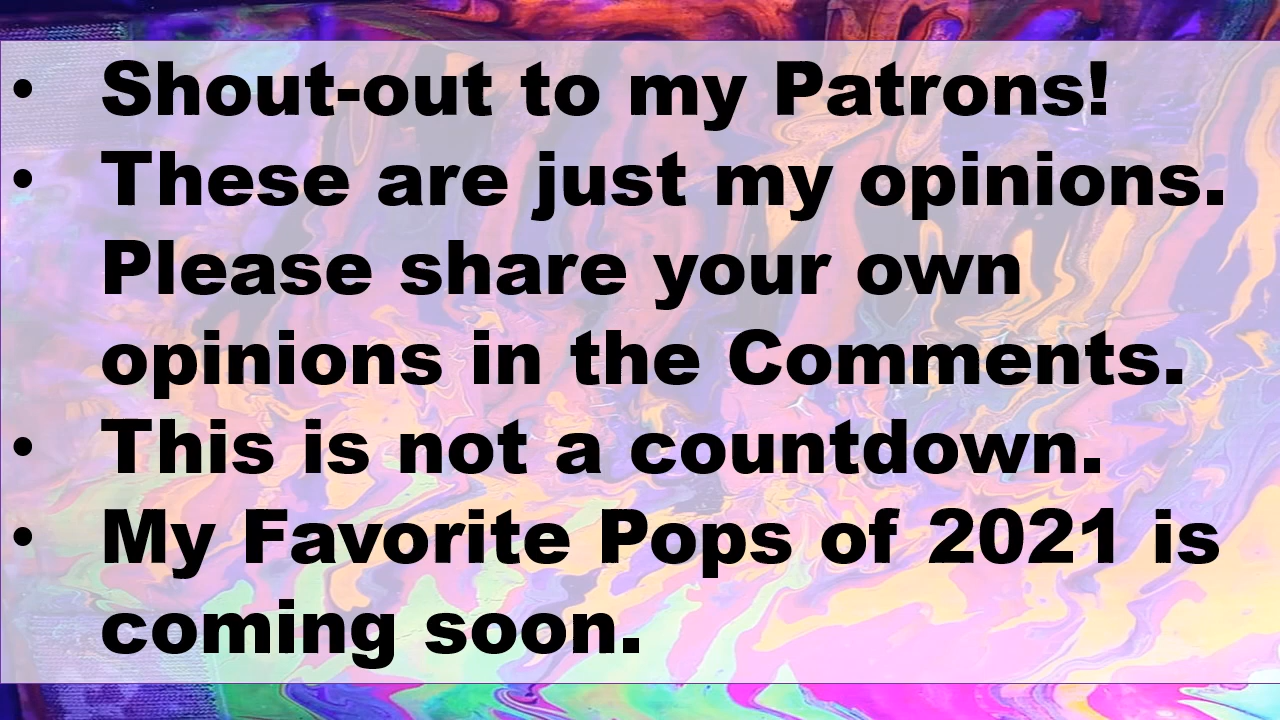 • Shout-out to my Patrons!
• These are just my opinions.
Please share your own
opinions in the Comments.
• This is not a countdown.
• My Favorite Pops of 2021 is
coming soon.